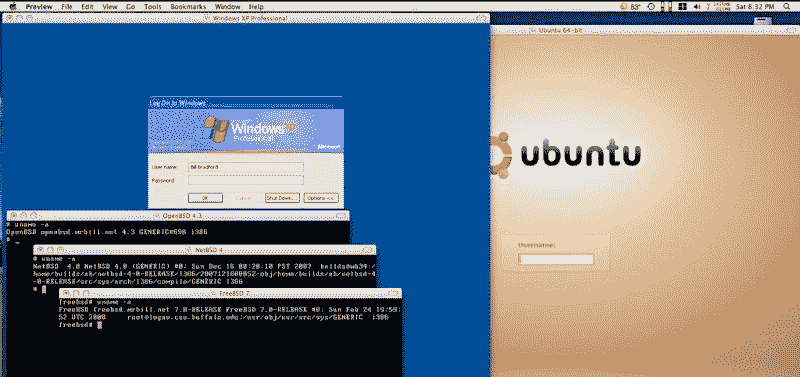 Preview File Edit View Go Tools Bookmarks Window Help 83° Sat 8:32 PM
Windows XP Professional
Ubuntu 64-bit
Log On to Windows
Microsoft
Windows xp
Professional
Microsoft
User name: Bill Bradford
Password:
OK Cancel Shut Down... Options <<
ubuntu
Username:
OpenBSD 4.3
# uname -a
OpenBSD openbsd.mrbill.net 4.3 GENERIC#698 i386
#
NetBSD 4
# uname -a
NetBSD 4.0 NetBSD 4.0 (GENERIC) #0: Sun Dec 16 00:20:10 PST 2007 builds@wb34:/
home/builds/ab/netbsd-4-0-RELEASE/i386/200712160005Z-obj/home/builds/ab/netbsd-4
-0-RELEASE/src/sys/arch/i386/compile/GENERIC i386
#
FreeBSD 7
freebsd# uname -a
FreeBSD freebsd.mrbill.net 7.0-RELEASE FreeBSD 7.0-RELEASE #0: Sun Feb 24 19:59:
52 UTC 2008 root@logan.cse.buffalo.edu:/usr/obj/usr/src/sys/GENERIC i386
freebsd#